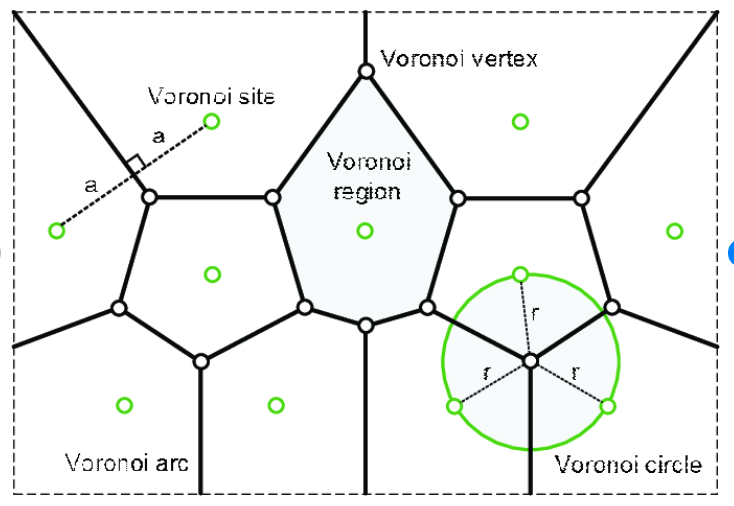 Voronoi vertex
Voronoi site
a
a
Voronoi
region
r
r
r
Voronoi arc
Voronoi circle